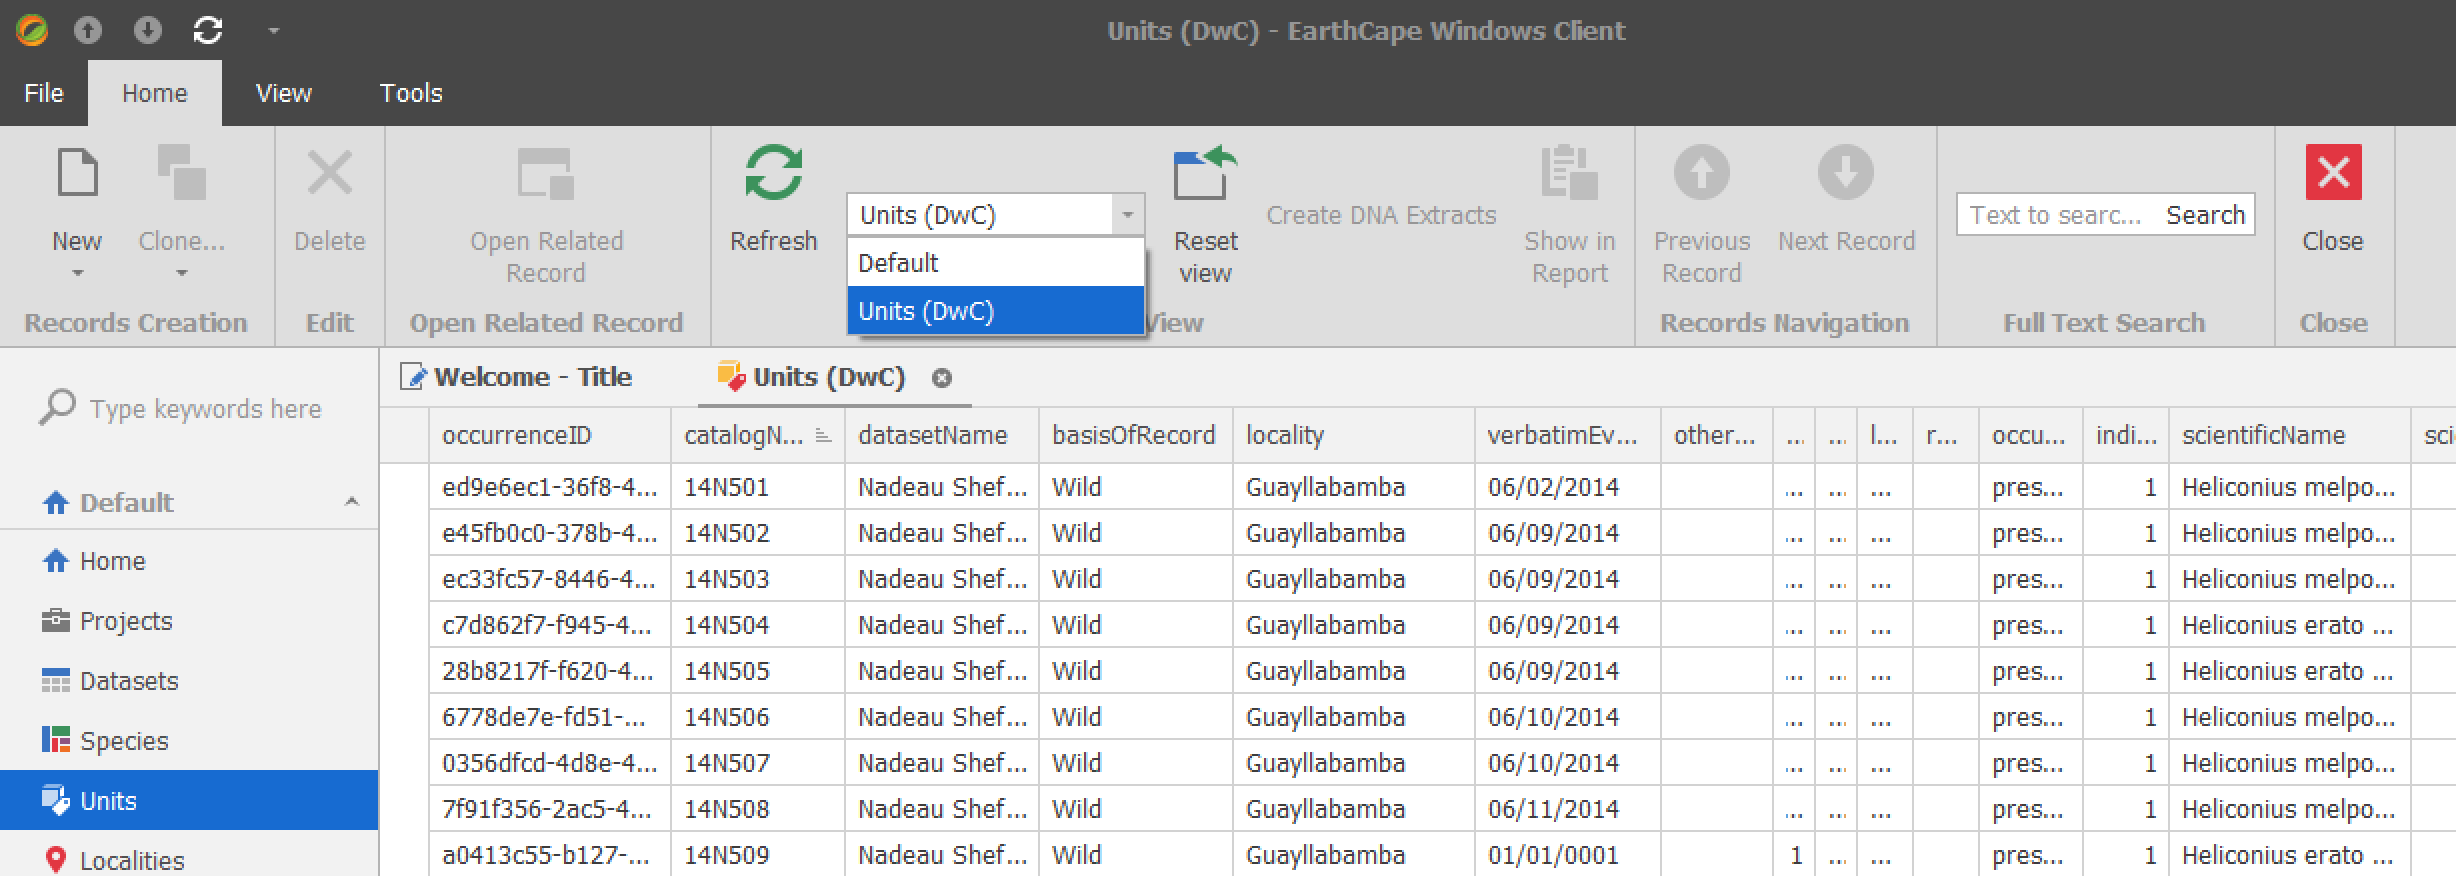 Units (DwC) - EarthCape Windows Client
File Home View Tools
New
Clone...
Records Creation
Delete
Edit
Open Related
Record
Open Related Record
Refresh
Units (DwC)
Default
Units (DwC)
Reset
view
Create DNA Extracts
Show in
Report
View
Previous
Record
Next Record
Records Navigation
Text to searc... Search
Full Text Search
Close
Close
Type keywords here
Default
Home
Projects
Datasets
Species
Units
Localities
Welcome - Title Units (DwC)
occurrenceID catalogN... datasetName basisOfRecord locality verbatimEv... other... ... ... l... r... occu... indi... scientificName sci
ed9e6ec1-36f8-4... 14N501 Nadeau Shef... Wild Guayllabamba 06/02/2014 ... ... ... pres... 1 Heliconius melpo...
e45fb0c0-378b-4... 14N502 Nadeau Shef... Wild Guayllabamba 06/09/2014 ... ... ... pres... 1 Heliconius melpo...
ec33fc57-8446-4... 14N503 Nadeau Shef... Wild Guayllabamba 06/09/2014 ... ... ... pres... 1 Heliconius melpo...
c7d862f7-f945-4... 14N504 Nadeau Shef... Wild Guayllabamba 06/09/2014 ... ... ... pres... 1 Heliconius erato ...
28b8217f-f620-4... 14N505 Nadeau Shef... Wild Guayllabamba 06/09/2014 ... ... ... pres... 1 Heliconius erato ...
6778de7e-fd51-... 14N506 Nadeau Shef... Wild Guayllabamba 06/10/2014 ... ... ... pres... 1 Heliconius melpo...
0356dfcd-4d8e-4... 14N507 Nadeau Shef... Wild Guayllabamba 06/10/2014 ... ... ... pres... 1 Heliconius melpo...
7f91f356-2ac5-4... 14N508 Nadeau Shef... Wild Guayllabamba 06/11/2014 ... ... ... pres... 1 Heliconius melpo...
a0413c55-b127-... 14N509 Nadeau Shef... Wild Guayllabamba 01/01/0001 1 ... ... pres... 1 Heliconius erato ...